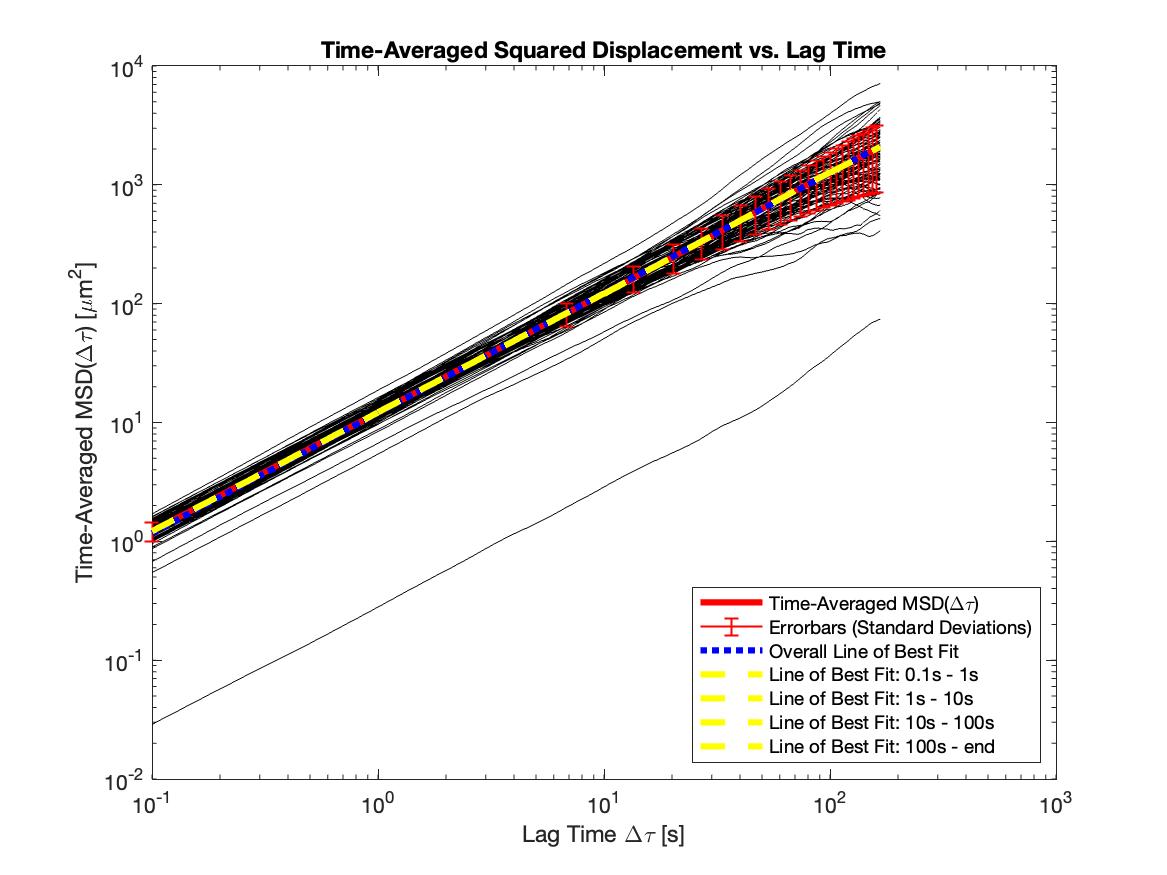 Time-Averaged Squared Displacement vs. Lag Time
10^4
10^3
10^2
10^1
10^0
10^-1
10^-2
Time-Averaged MSD(Δτ) [μm^2]
Time-Averaged MSD(Δτ)
Errorbars (Standard Deviations)
Overall Line of Best Fit
Line of Best Fit: 0.1s - 1s
Line of Best Fit: 1s - 10s
Line of Best Fit: 10s - 100s
Line of Best Fit: 100s - end
10^-1 10^0 10^1 10^2 10^3
Lag Time Δτ [s]